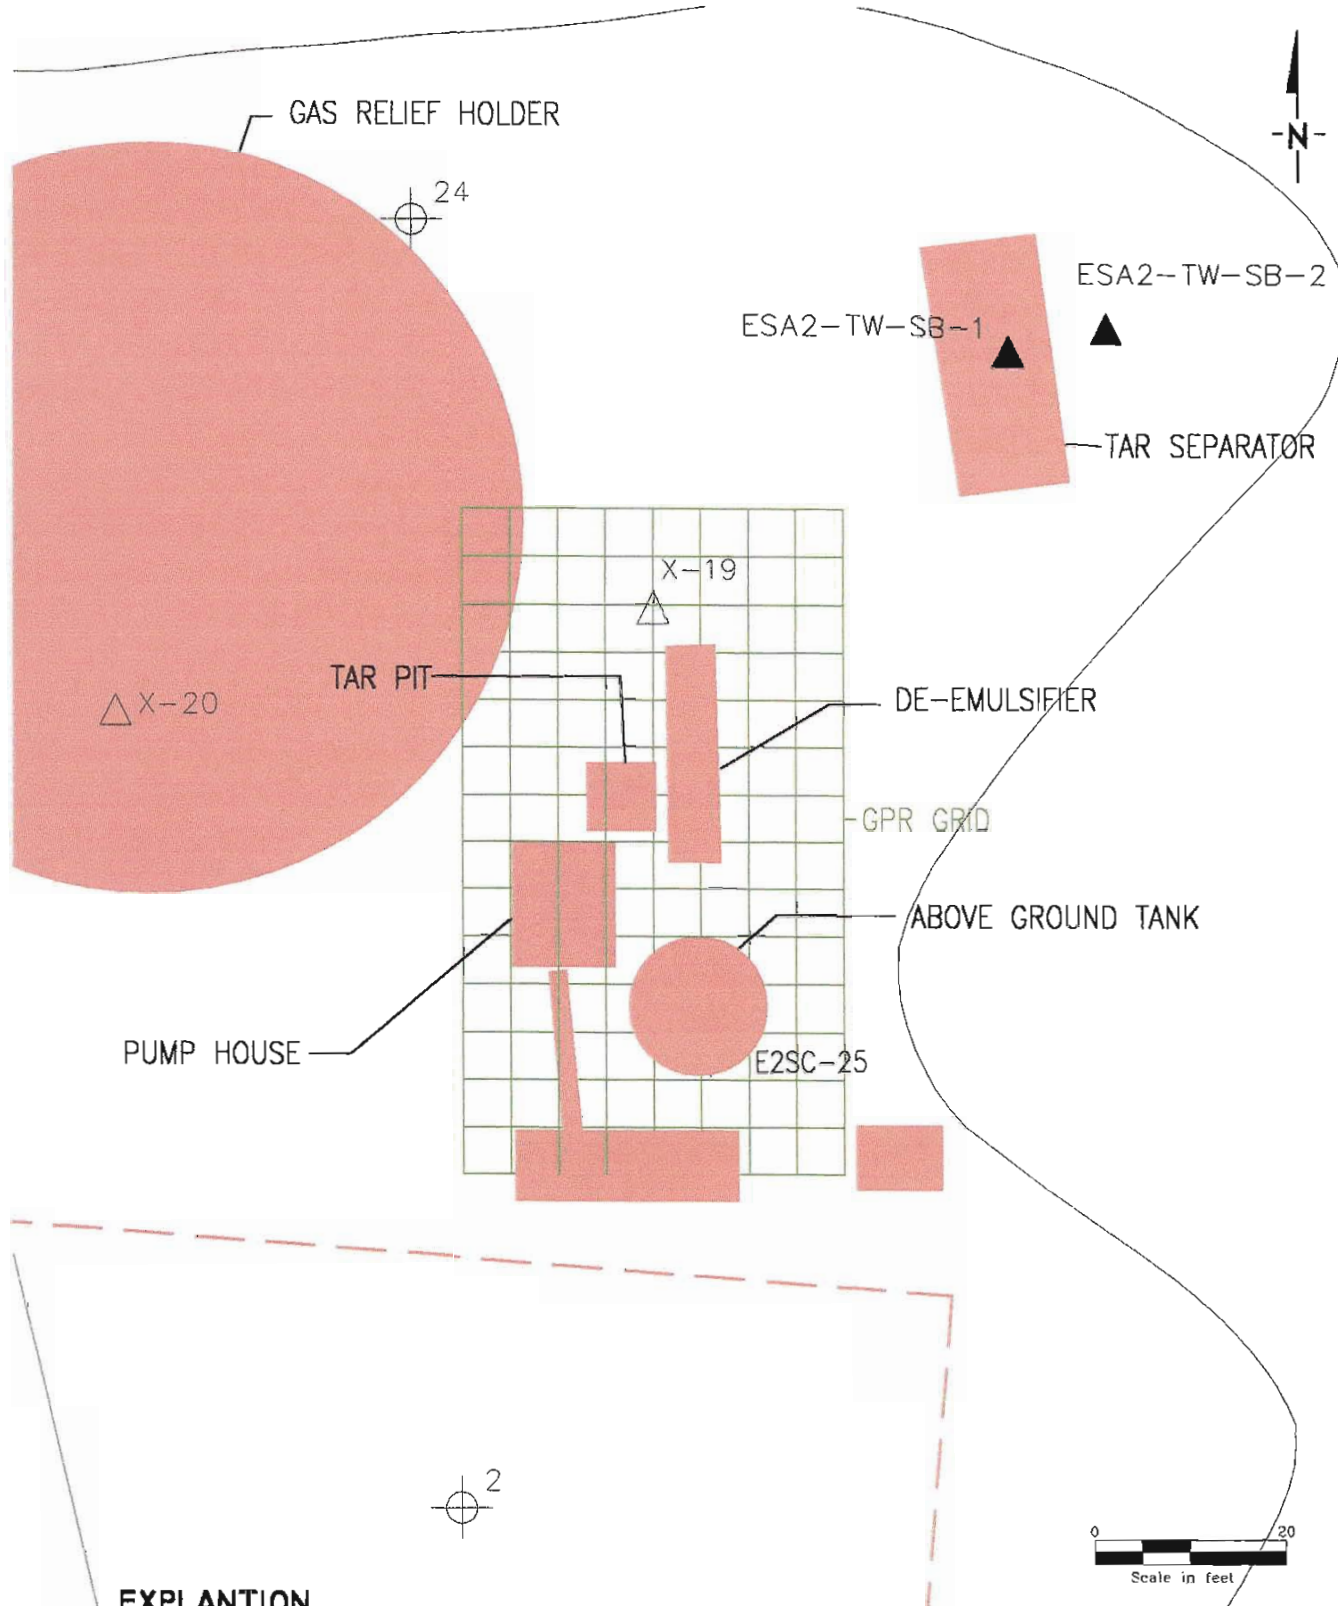 GAS RELIEF HOLDER
N
24
ESA2-TW-SB-2
ESA2-TW-SB-1
TAR SEPARATOR
X-19
TAR PIT
X-20
DE-EMULSIFIER
GPR GRID
ABOVE GROUND TANK
PUMP HOUSE
E2SC-25
2
0 20
Scale in feet
EXPLANTION